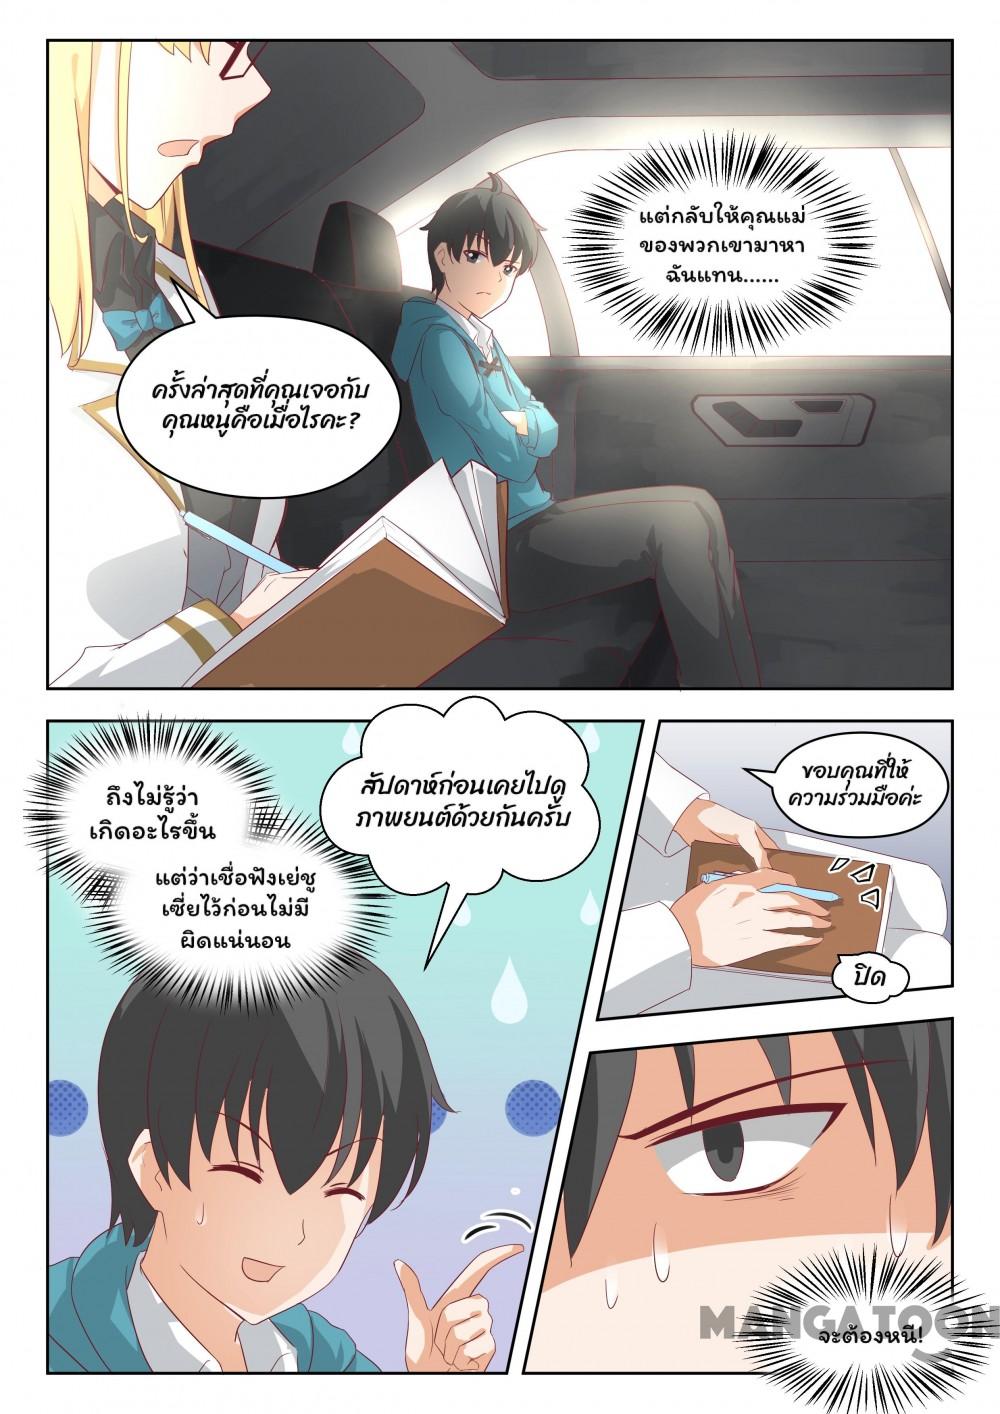 แต่กลับให้คุณแม่
ของพวกเขามาหา
ฉันแทน......
ครั้งล่าสุดที่คุณเจอกับ
คุณหนูคือเมื่อไรคะ?
สัปดาห์ก่อนเคยไปดู
ภาพยนต์ด้วยกันครับ
ถึงไม่รู้ว่า
เกิดอะไรขึ้น
แต่ว่าเชื่อฟังเย่ชู
เซี่ยไว้ก่อนไม่มี
ผิดแน่นอน
ขอบคุณที่ให้
ความร่วมมือค่ะ
ปิด
จะต้องหนี!
MANGATOON